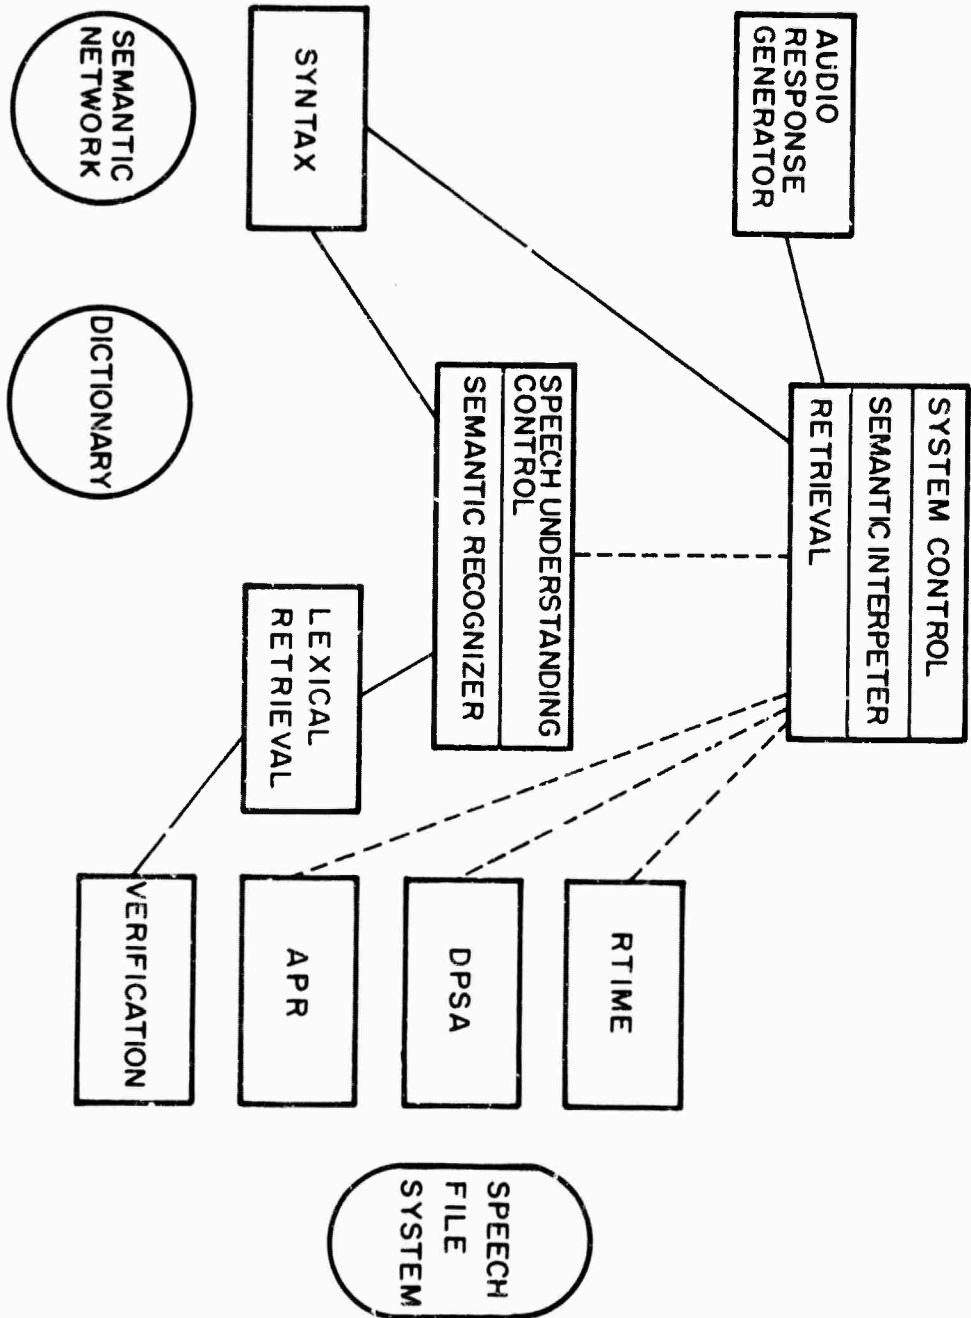 SYSTEM CONTROL
SEMANTIC INTERPETER
RETRIEVAL
AUDIO
RESPONSE
GENERATOR
SPEECH UNDERSTANDING
CONTROL
SEMANTIC RECOGNIZER
SYNTAX
LEXICAL
RETRIEVAL
RTIME
DPSA
APR
VERIFICATION
SEMANTIC
NETWORK
DICTIONARY
SPEECH
FILE
SYSTEM